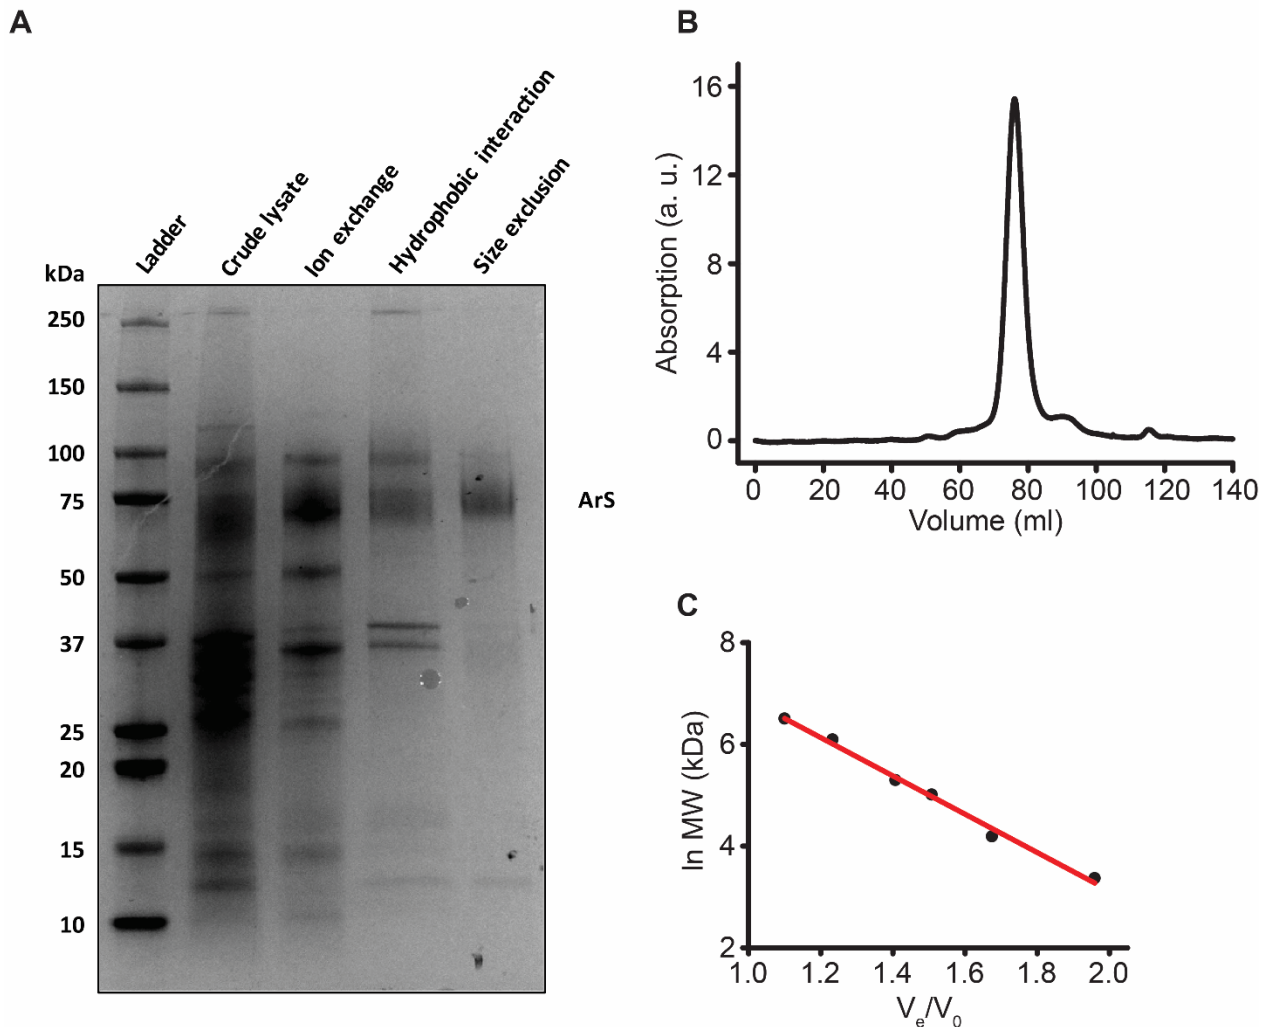 A
Ladder
Crude lysate
Ion exchange
Hydrophobic interaction
Size exclusion
kDa
250
150
100
75
50
37
25
20
15
10
ArS
B
Absorption (a. u.)
16
12
8
4
0
0 20 40 60 80 100 120 140
Volume (ml)
C
ln MW (kDa)
8
6
4
2
1.0 1.2 1.4 1.6 1.8 2.0
Ve/V0